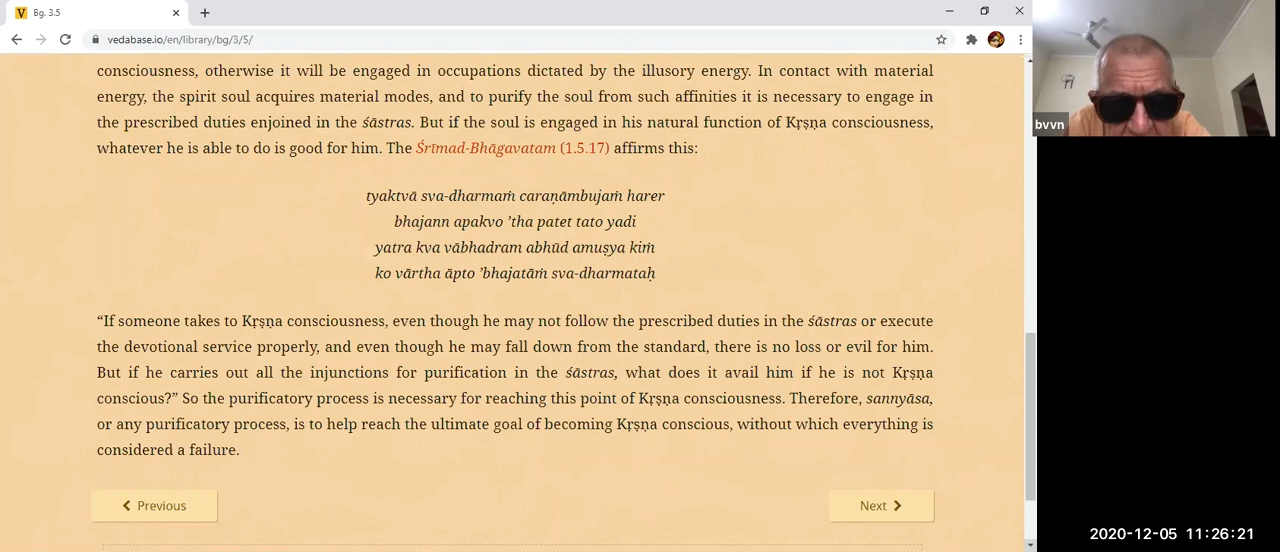 Bg. 3.5
vedabase.io/en/library/bg/3/5/
consciousness, otherwise it will be engaged in occupations dictated by the illusory energy. In contact with material
energy, the spirit soul acquires material modes, and to purify the soul from such affinities it is necessary to engage in
the prescribed duties enjoined in the śāstras. But if the soul is engaged in his natural function of Kṛṣṇa consciousness,
whatever he is able to do is good for him. The Śrīmad-Bhāgavatam (1.5.17) affirms this:
tyaktvā sva-dharmaṁ caraṇāmbujaṁ harer
bhajann apakvo ’tha patet tato yadi
yatra kva vābhadram abhūd amuṣya kiṁ
ko vārtha āpto ’bhajatāṁ sva-dharmataḥ
“If someone takes to Kṛṣṇa consciousness, even though he may not follow the prescribed duties in the śāstras or execute
the devotional service properly, and even though he may fall down from the standard, there is no loss or evil for him.
But if he carries out all the injunctions for purification in the śāstras, what does it avail him if he is not Kṛṣṇa
conscious?” So the purificatory process is necessary for reaching this point of Kṛṣṇa consciousness. Therefore, sannyāsa,
or any purificatory process, is to help reach the ultimate goal of becoming Kṛṣṇa conscious, without which everything is
considered a failure.
Previous
Next
bvvn
2020-12-05 11:26:21